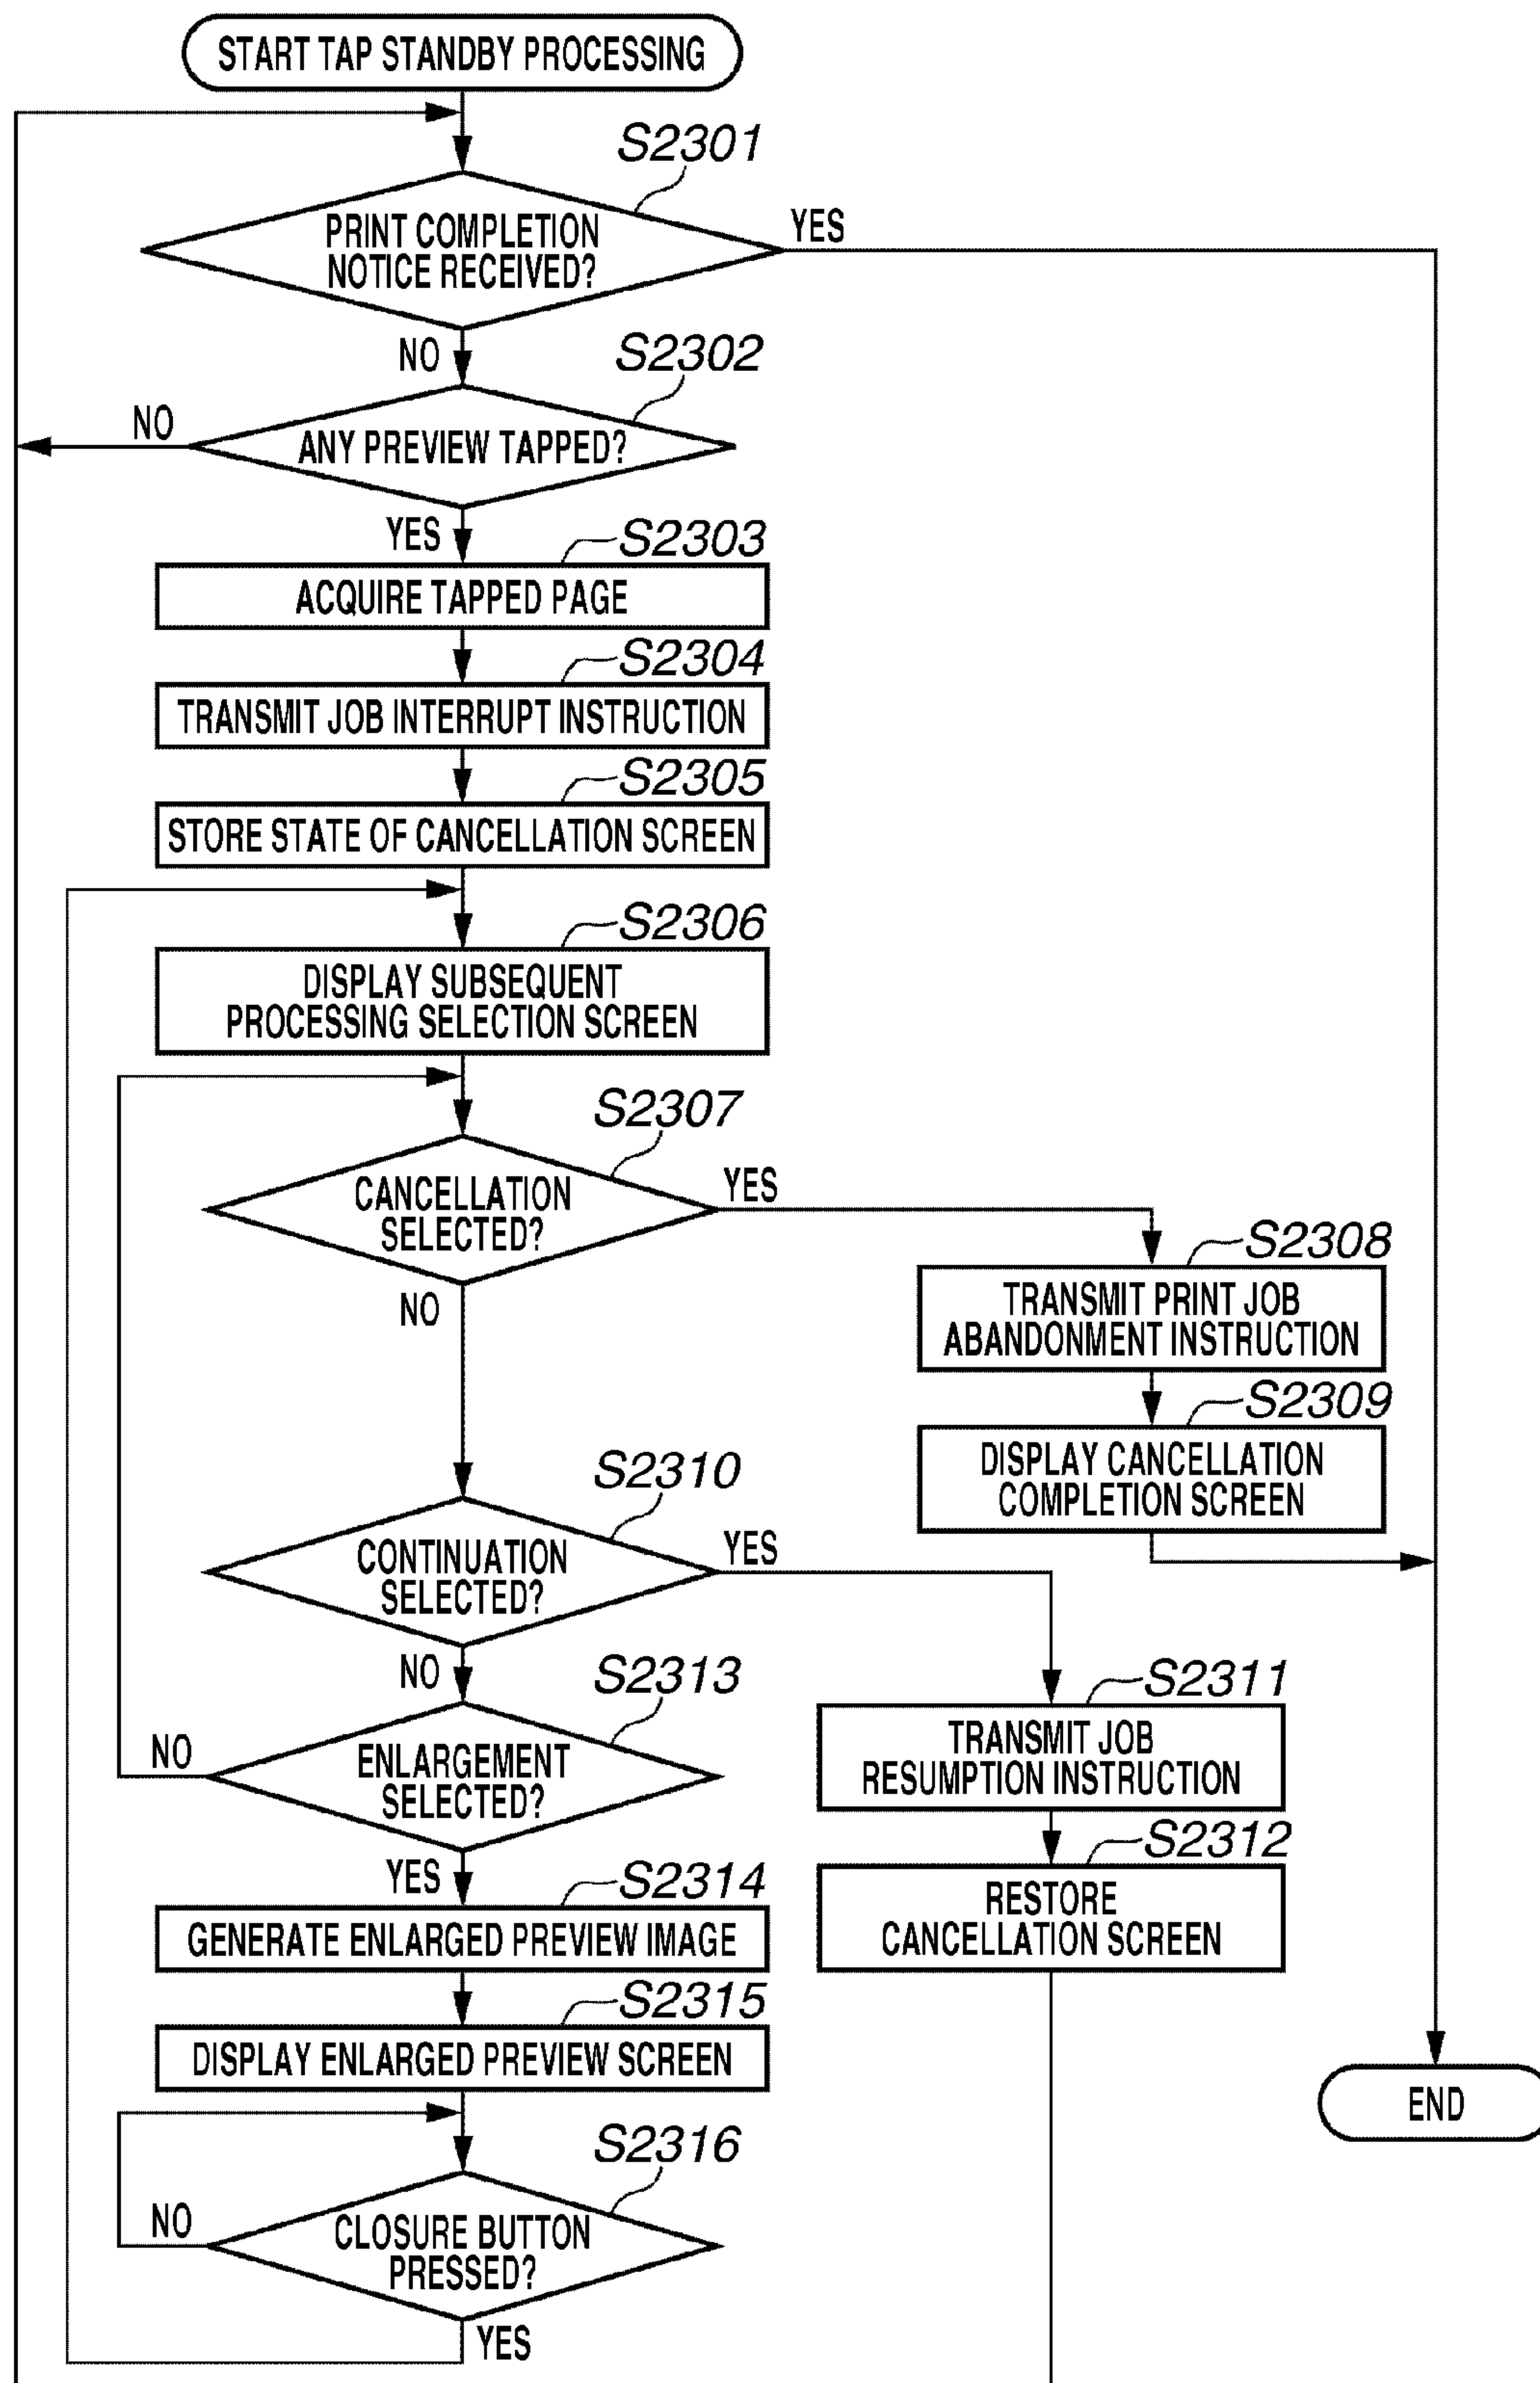 START TAP STANDBY PROCESSING
S2301
PRINT COMPLETION
NOTICE RECEIVED?
YES
NO
S2302
ANY PREVIEW TAPPED?
NO
YES
S2303
ACQUIRE TAPPED PAGE
S2304
TRANSMIT JOB INTERRUPT INSTRUCTION
S2305
STORE STATE OF CANCELLATION SCREEN
S2306
DISPLAY SUBSEQUENT
PROCESSING SELECTION SCREEN
S2307
CANCELLATION
SELECTED?
YES
NO
S2308
TRANSMIT PRINT JOB
ABANDONMENT INSTRUCTION
S2309
DISPLAY CANCELLATION
COMPLETION SCREEN
S2310
CONTINUATION
SELECTED?
YES
NO
S2311
TRANSMIT JOB
RESUMPTION INSTRUCTION
S2312
RESTORE
CANCELLATION SCREEN
S2313
ENLARGEMENT
SELECTED?
NO
YES
S2314
GENERATE ENLARGED PREVIEW IMAGE
S2315
DISPLAY ENLARGED PREVIEW SCREEN
S2316
CLOSURE BUTTON
PRESSED?
NO
YES
END